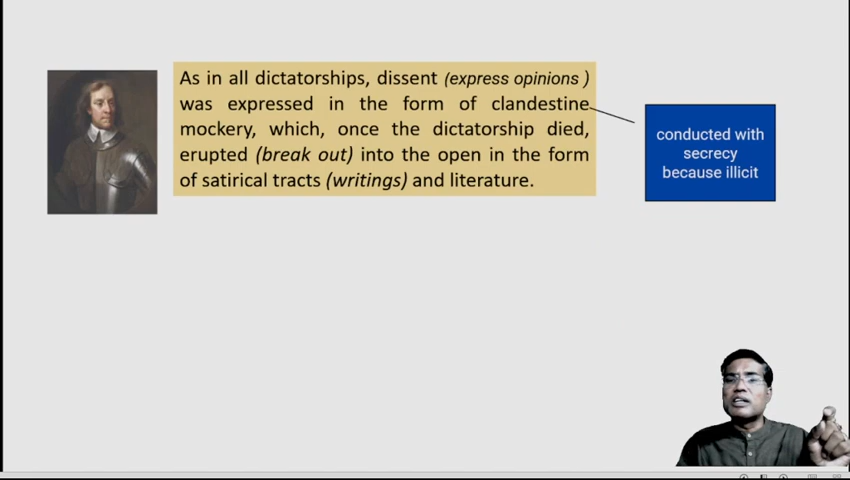 As in all dictatorships, dissent (express opinions )
was expressed in the form of clandestine
mockery, which, once the dictatorship died,
erupted (break out) into the open in the form
of satirical tracts (writings) and literature.
conducted with
secrecy
because illicit